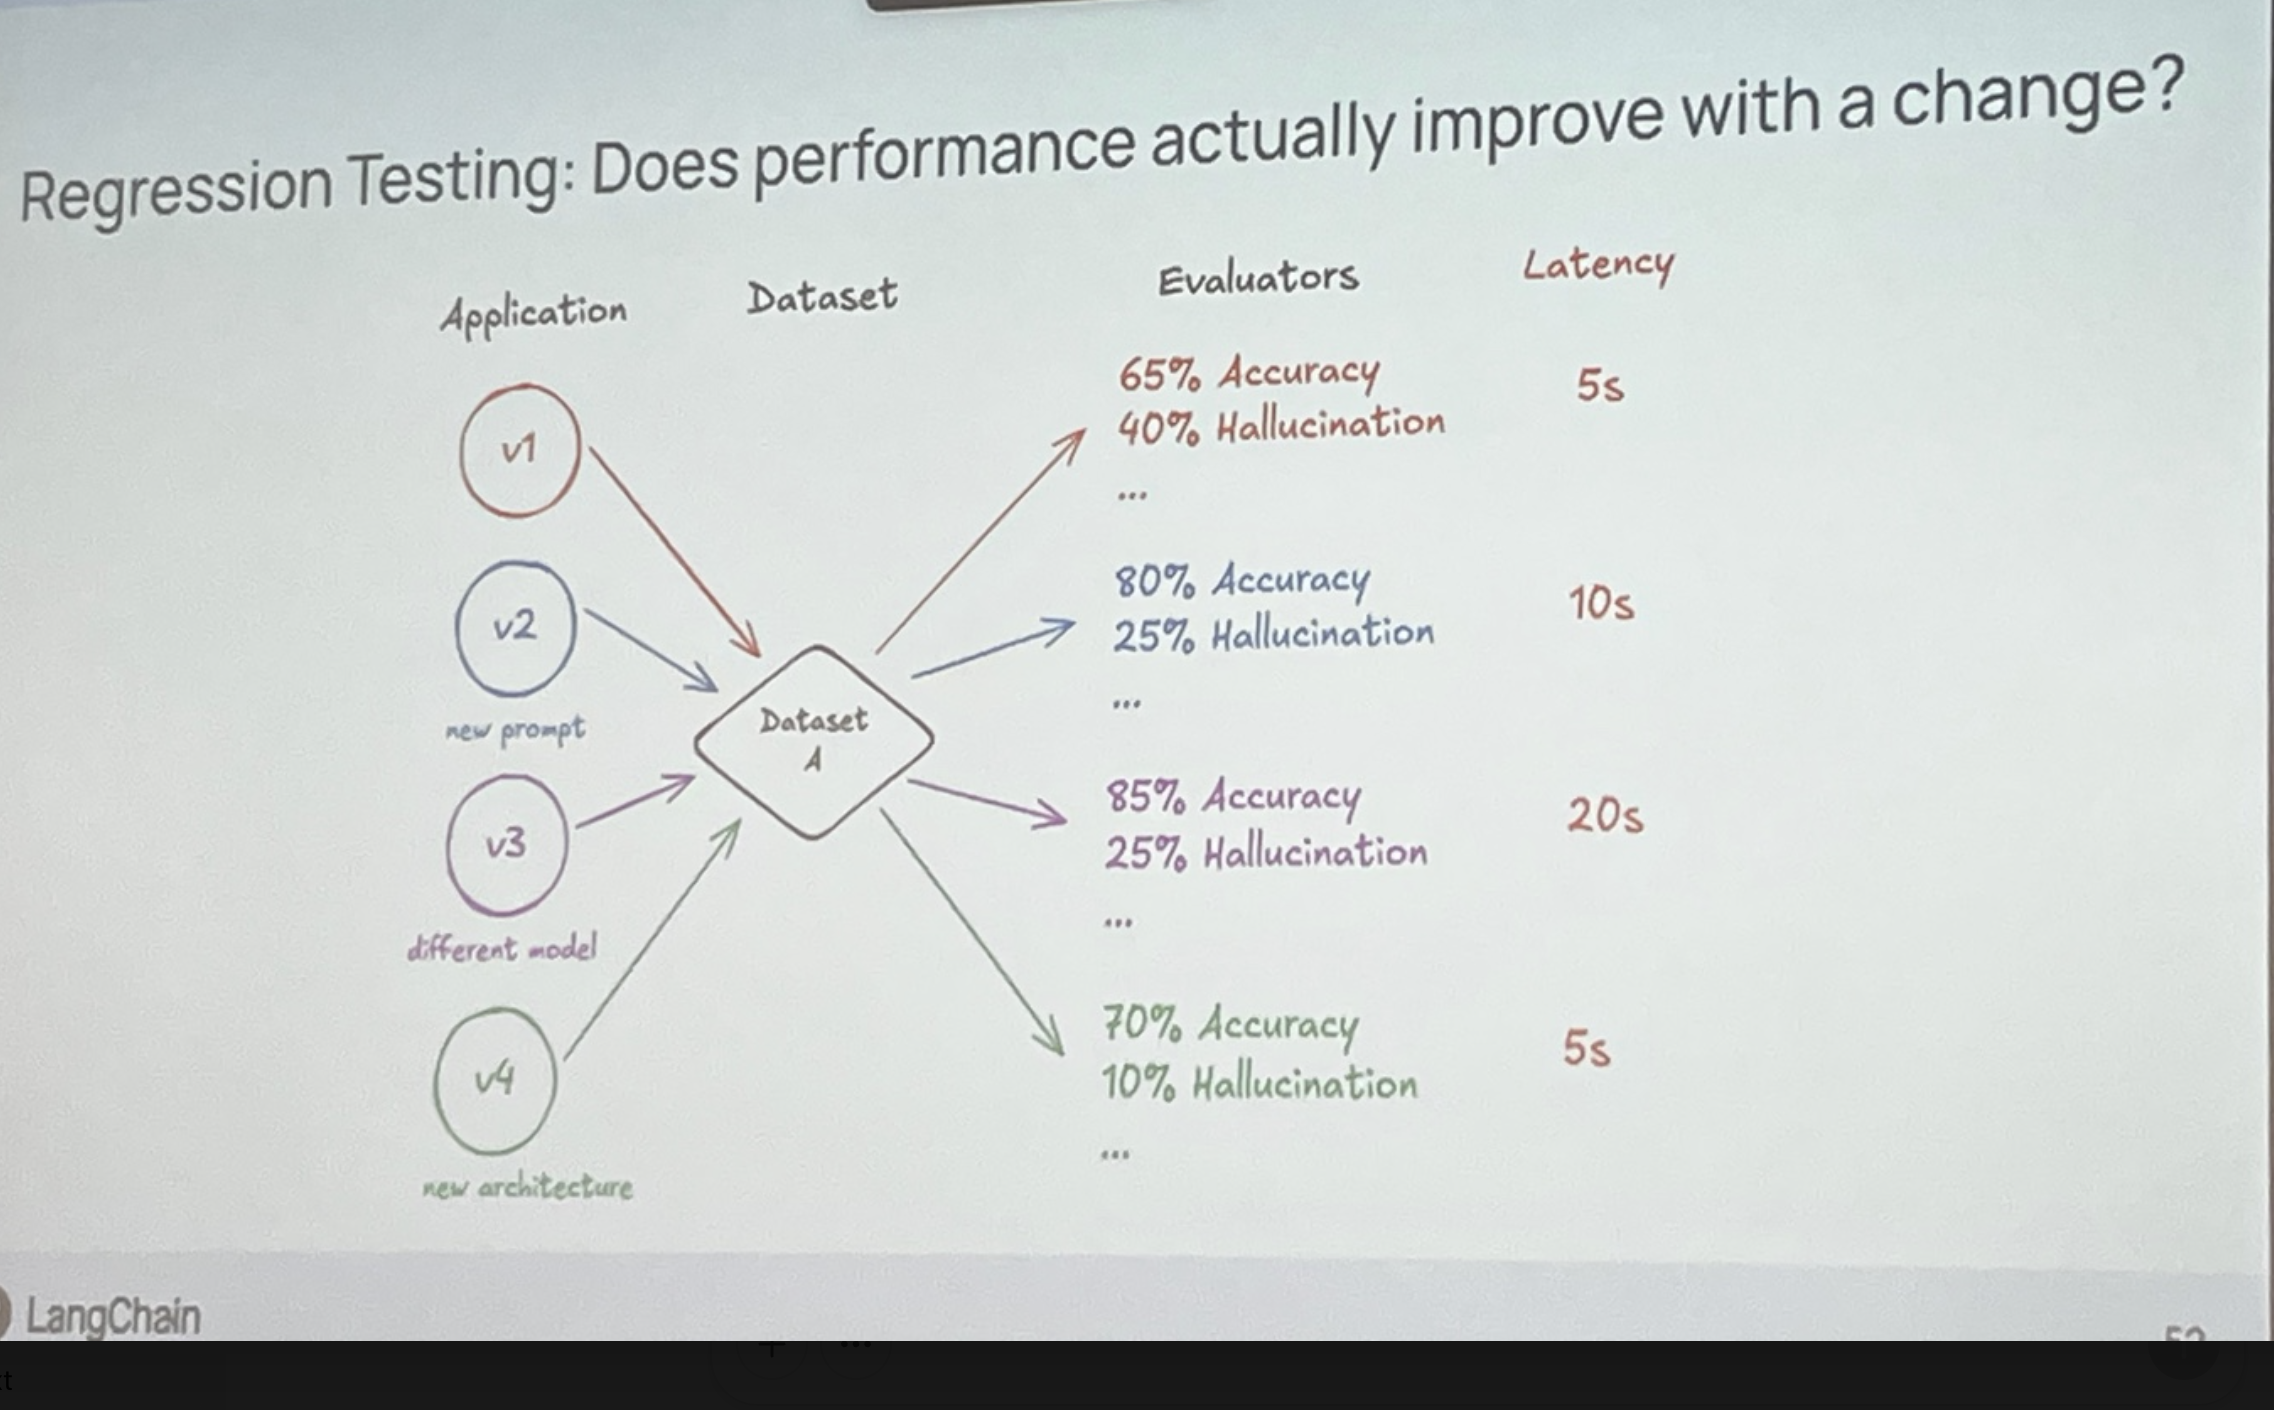 Regression Testing: Does performance actually improve with a change?
Application
Dataset
Evaluators
Latency
v1
65% Accuracy
40% Hallucination
...
5s
v2
new prompt
80% Accuracy
25% Hallucination
...
10s
Dataset
A
v3
different model
85% Accuracy
25% Hallucination
...
20s
v4
new architecture
70% Accuracy
10% Hallucination
...
5s
LangChain